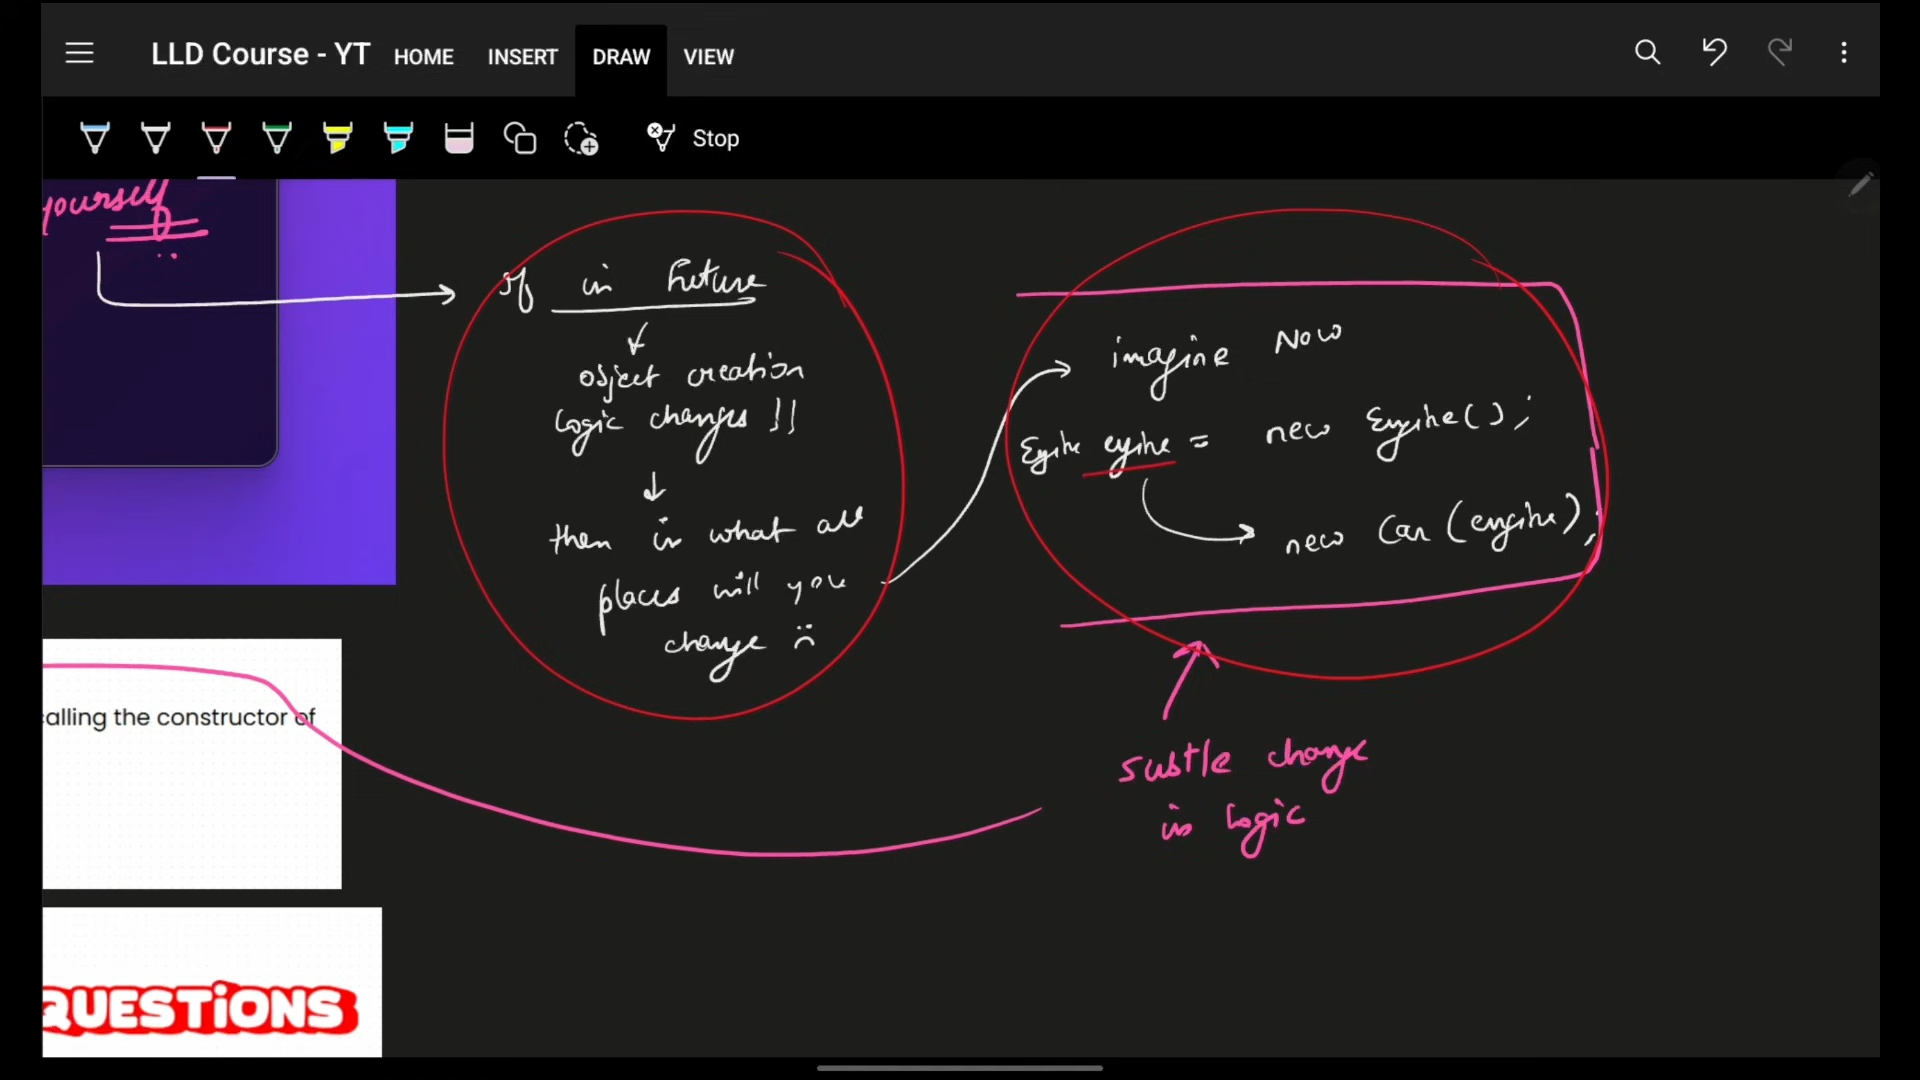 LLD Course - YT HOME INSERT DRAW VIEW
Stop
yourself
If in future
object creation
logic changes !!
then in what all
places will you
change
imagine Now
Engine engine = new Engine();
new Car (engine);
subtle change
in logic
alling the constructor of
QUESTIONS